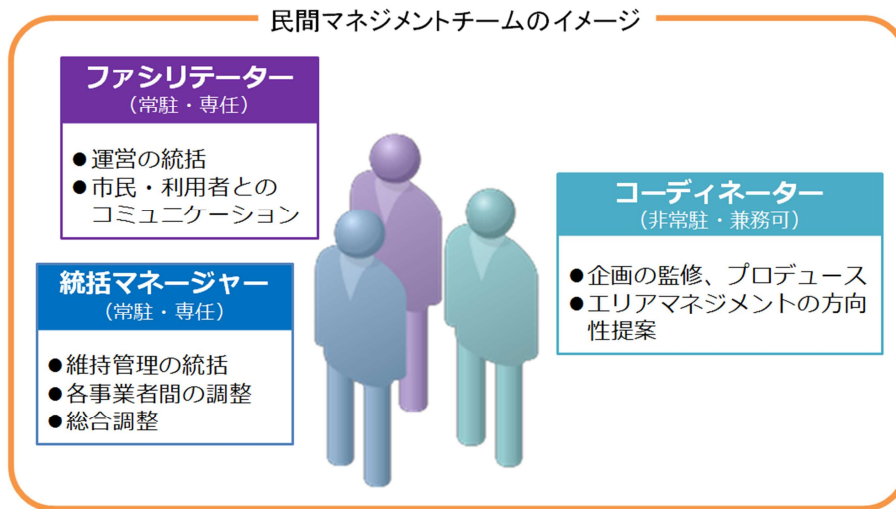 民間マネジメントチームのイメージ
ファシリテーター
（常駐・専任）
●運営の統括
●市民・利用者との
コミュニケーション
統括マネージャー
（常駐・専任）
●維持管理の統括
●各事業者間の調整
●総合調整
コーディネーター
（非常駐・兼務可）
●企画の監修、プロデュース
●エリアマネジメントの方向
性提案